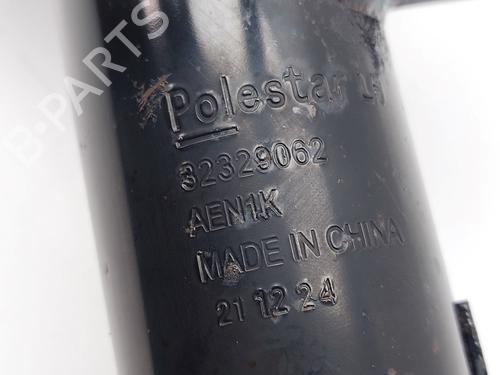 Polestar
32329062
AEN1K
MADE IN CHINA
21 12 24
B-PARTS